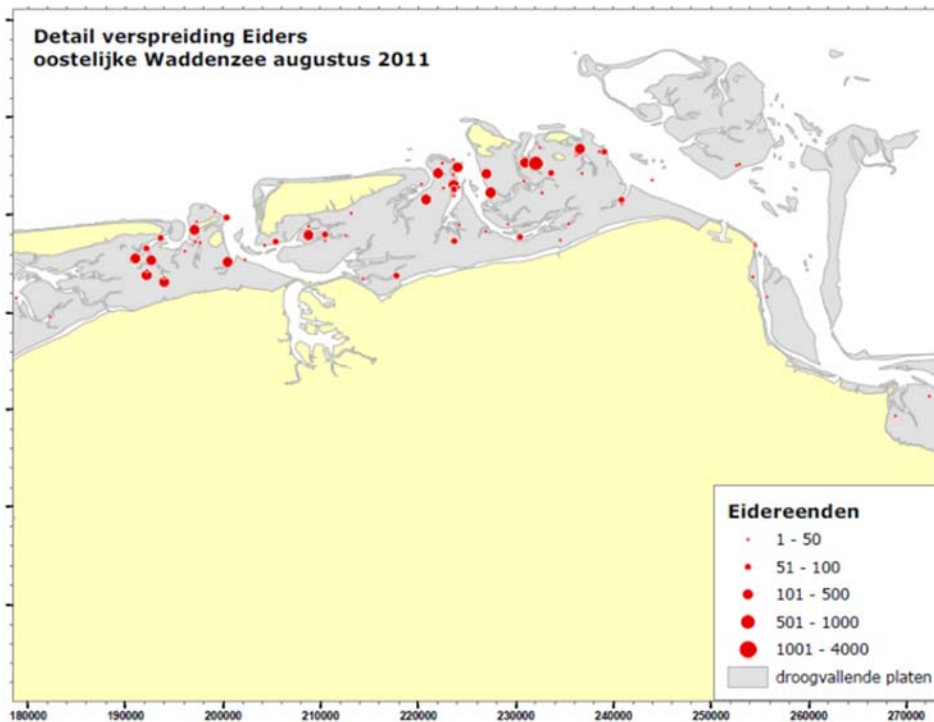 Detail verspreiding Eiders
oostelijke Waddenzee augustus 2011
Eidereenden
1 - 50
51 - 100
101 - 500
501 - 1000
1001 - 4000
droogvallende platen
180000 190000 200000 210000 220000 230000 240000 250000 260000 270000